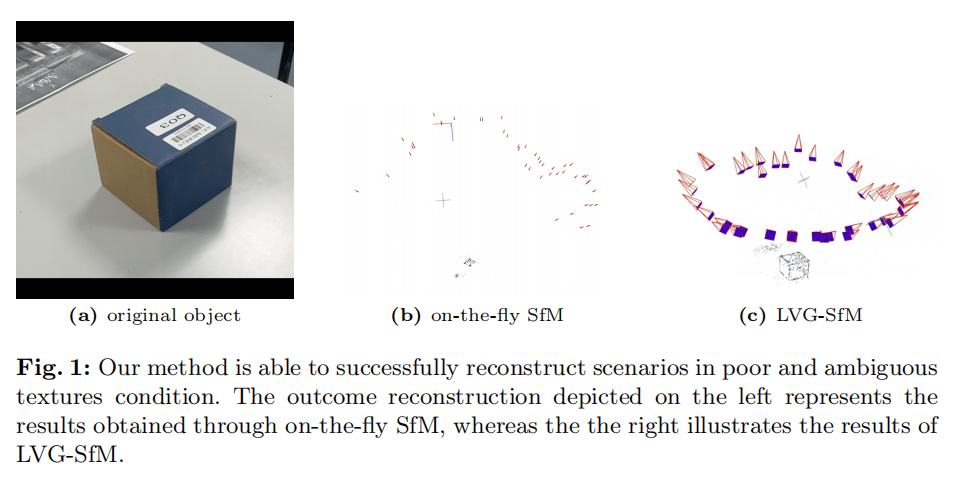 003
(a) original object
(b) on-the-fly SfM
(c) LVG-SfM
Fig. 1: Our method is able to successfully reconstruct scenarios in poor and ambiguous
textures condition. The outcome reconstruction depicted on the left represents the
results obtained through on-the-fly SfM, whereas the the right illustrates the results of
LVG-SfM.